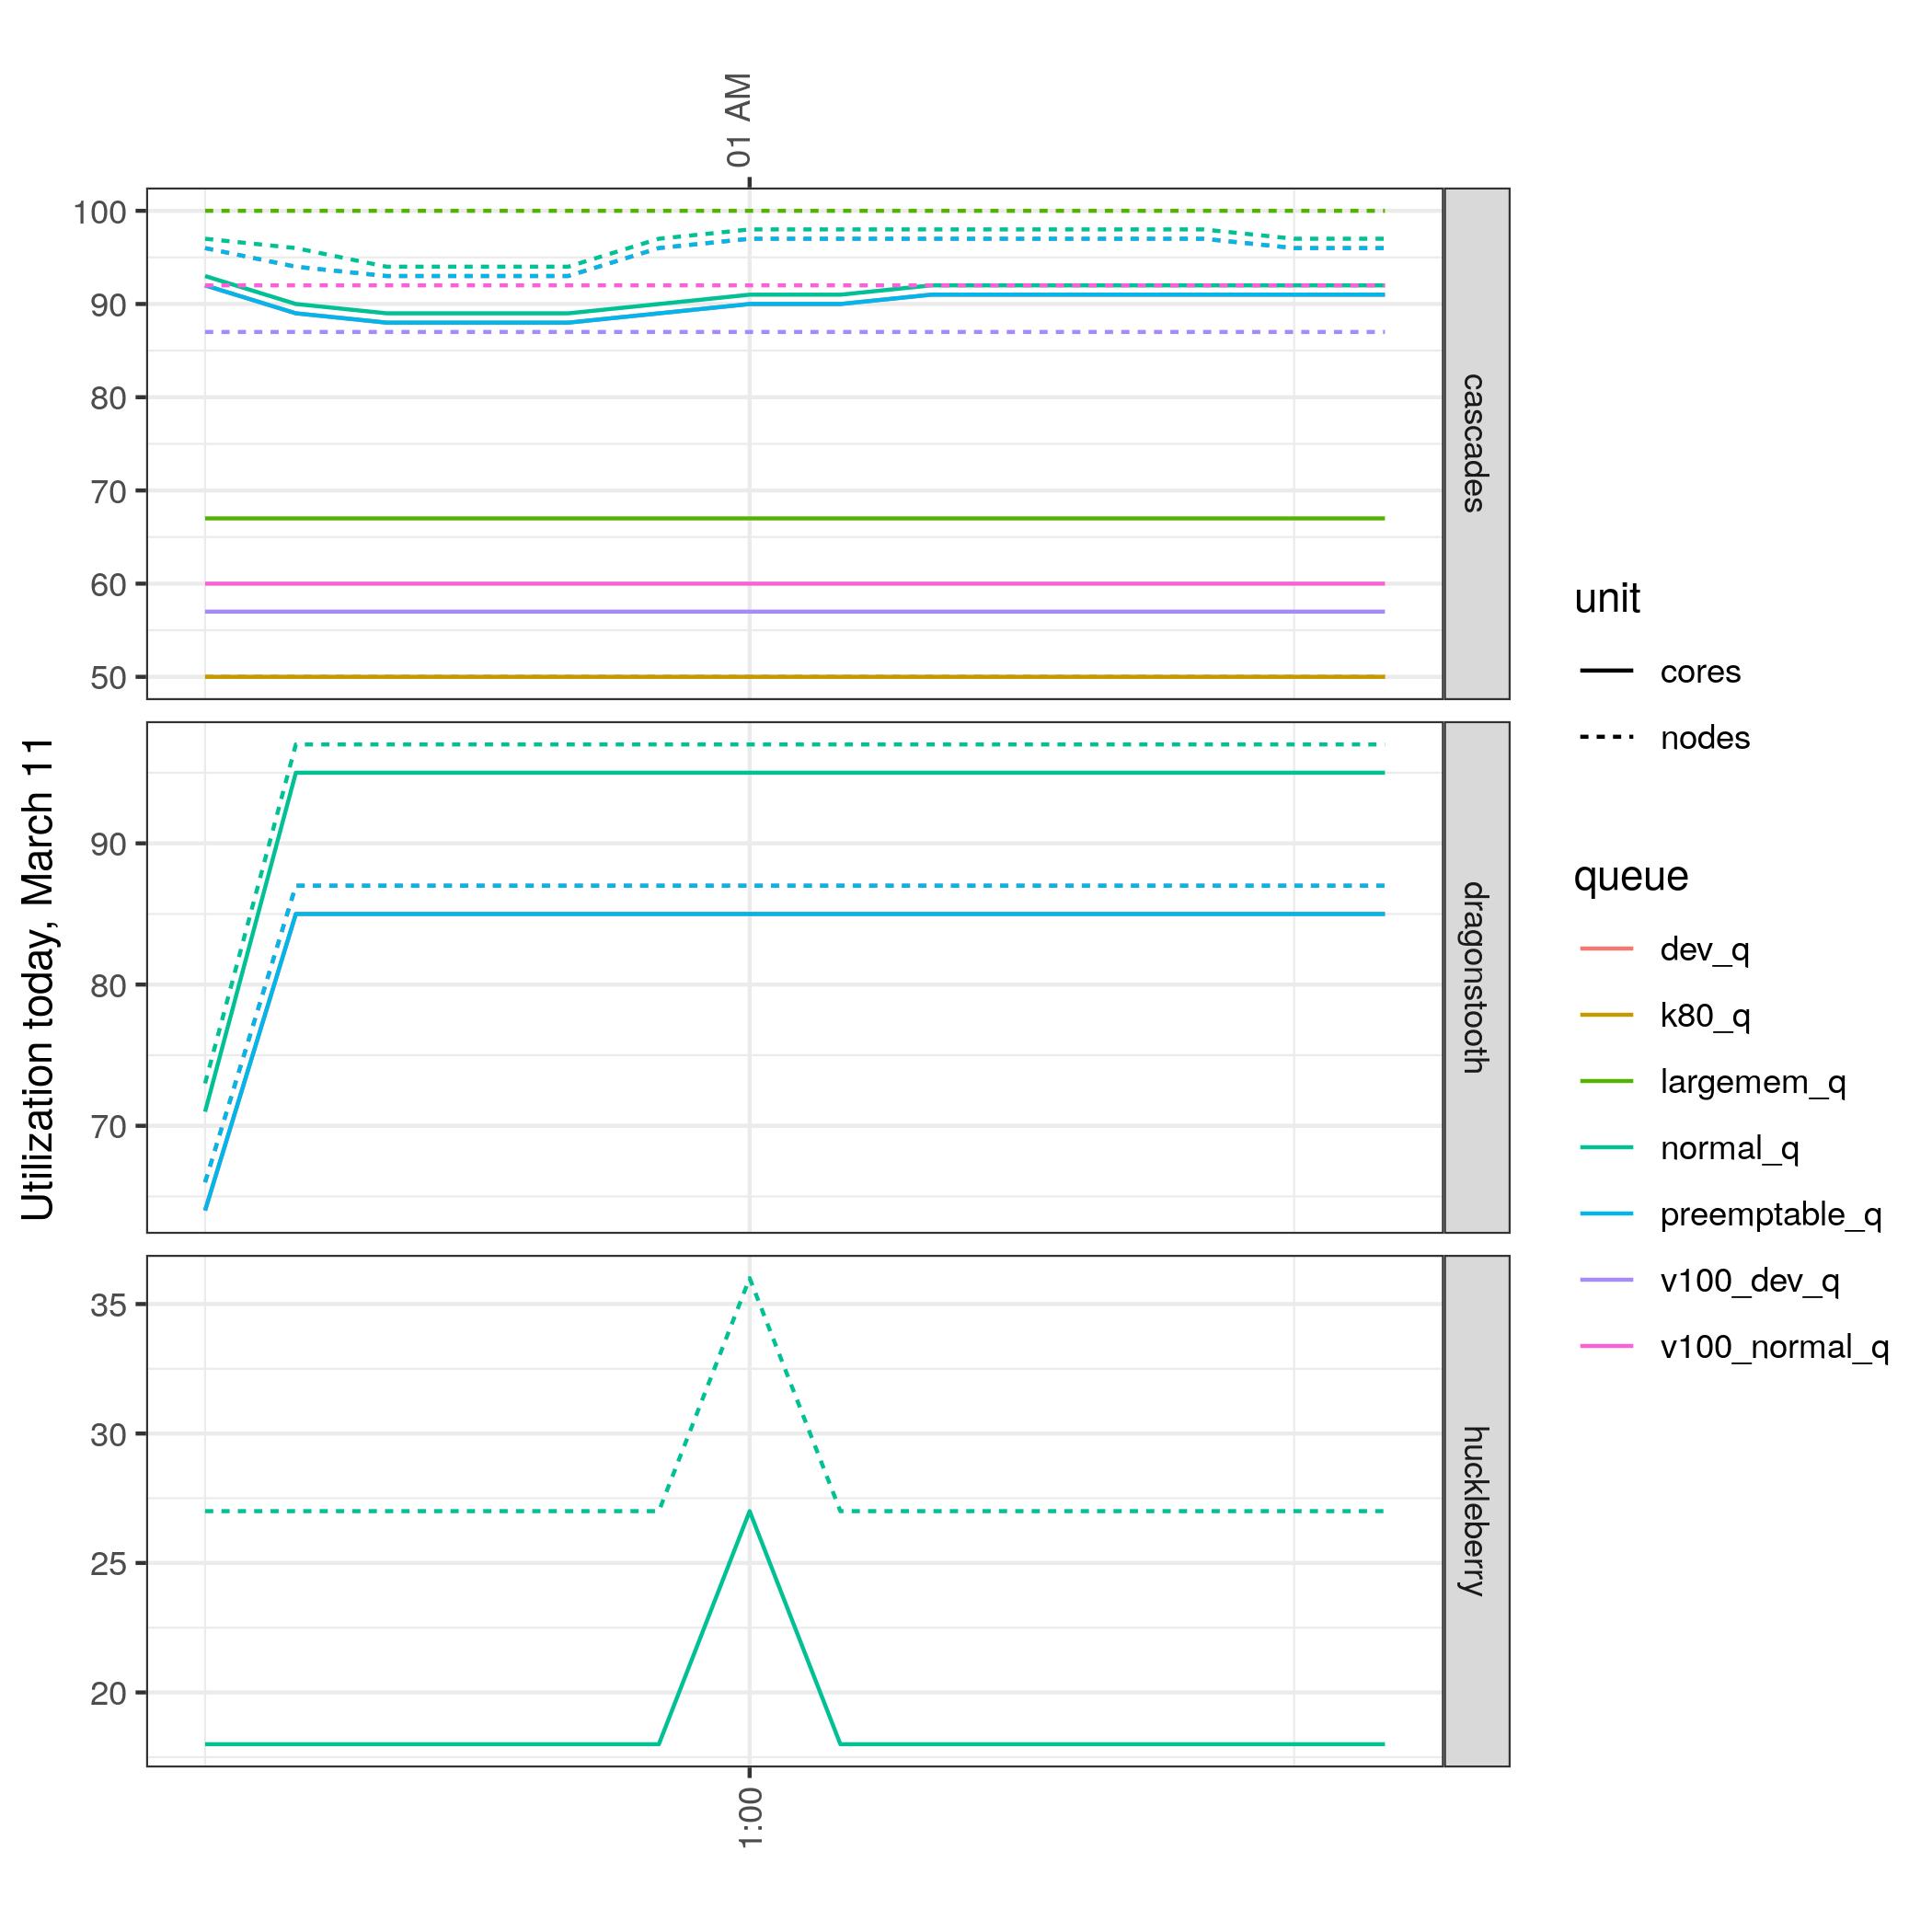 01 AM
100
90
80
70
60
50
cascades
90
80
70
dragonstooth
35
30
25
20
huckleberry
1:00
Utilization today, March 11
unit
cores
nodes
queue
dev_q
k80_q
largemem_q
normal_q
preemptable_q
v100_dev_q
v100_normal_q